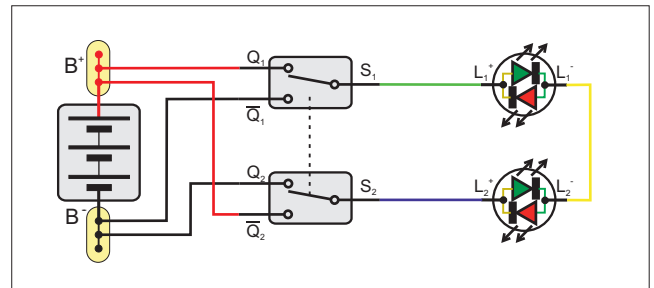 B⁺
Q₁
S₁
L₁⁺ L₁⁻
Q̅₁
Q₂
S₂
L₂⁺ L₂⁻
B⁻
Q̅₂